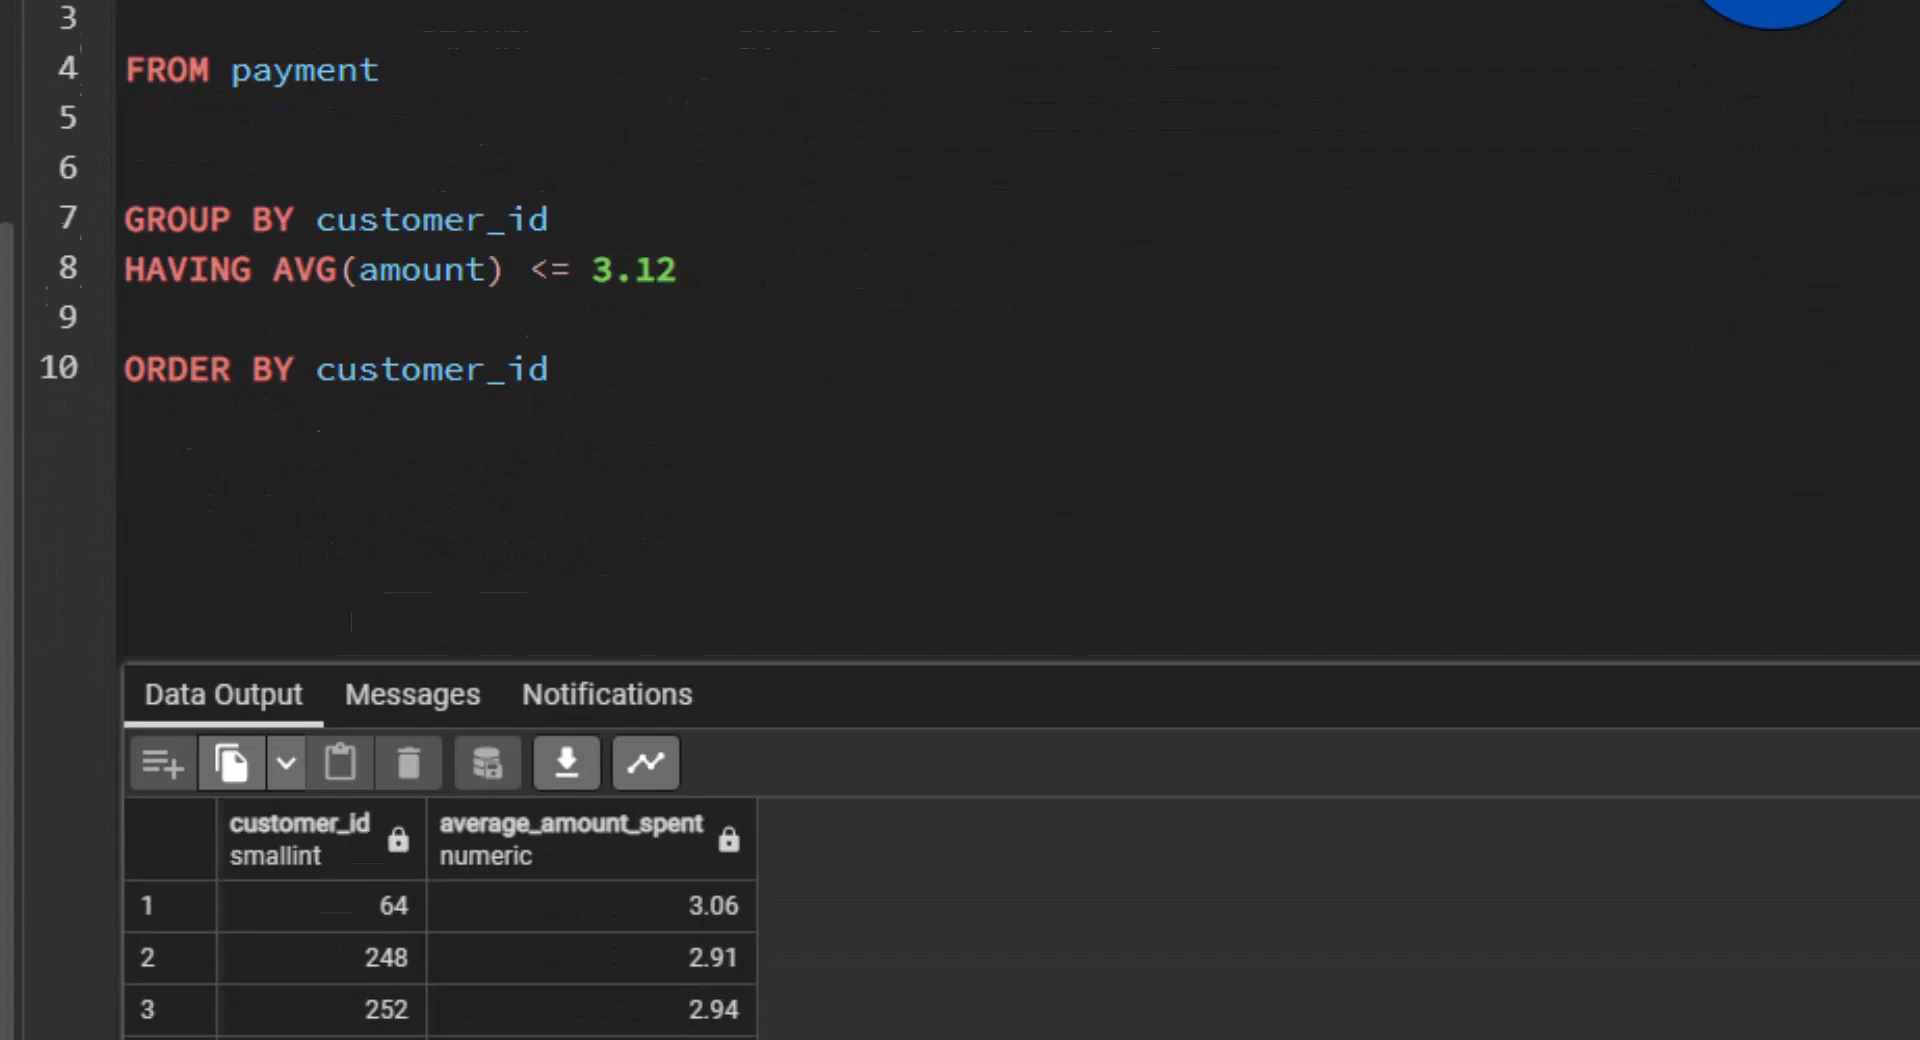 3
4 FROM payment
5
6
7 GROUP BY customer_id
8 HAVING AVG(amount) <= 3.12
9
10 ORDER BY customer_id
Data Output Messages Notifications
customer_id average_amount_spent
smallint numeric
1 64 3.06
2 248 2.91
3 252 2.94